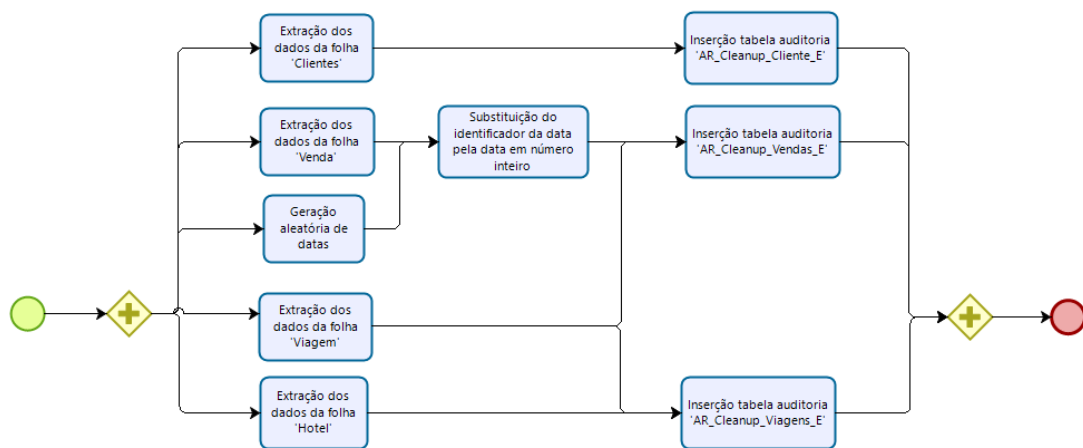 Extração dos
dados da folha
'Clientes'
Inserção tabela auditoria
'AR_Cleanup_Cliente_E'
Extração dos
dados da folha
'Venda'
Substituição do
identificador da data
pela data em número
inteiro
Inserção tabela auditoria
'AR_Cleanup_Vendas_E'
Geração
aleatória de
datas
Extração dos
dados da folha
'Viagem'
Extração dos
dados da folha
'Hotel'
Inserção tabela auditoria
'AR_Cleanup_Viagens_E'